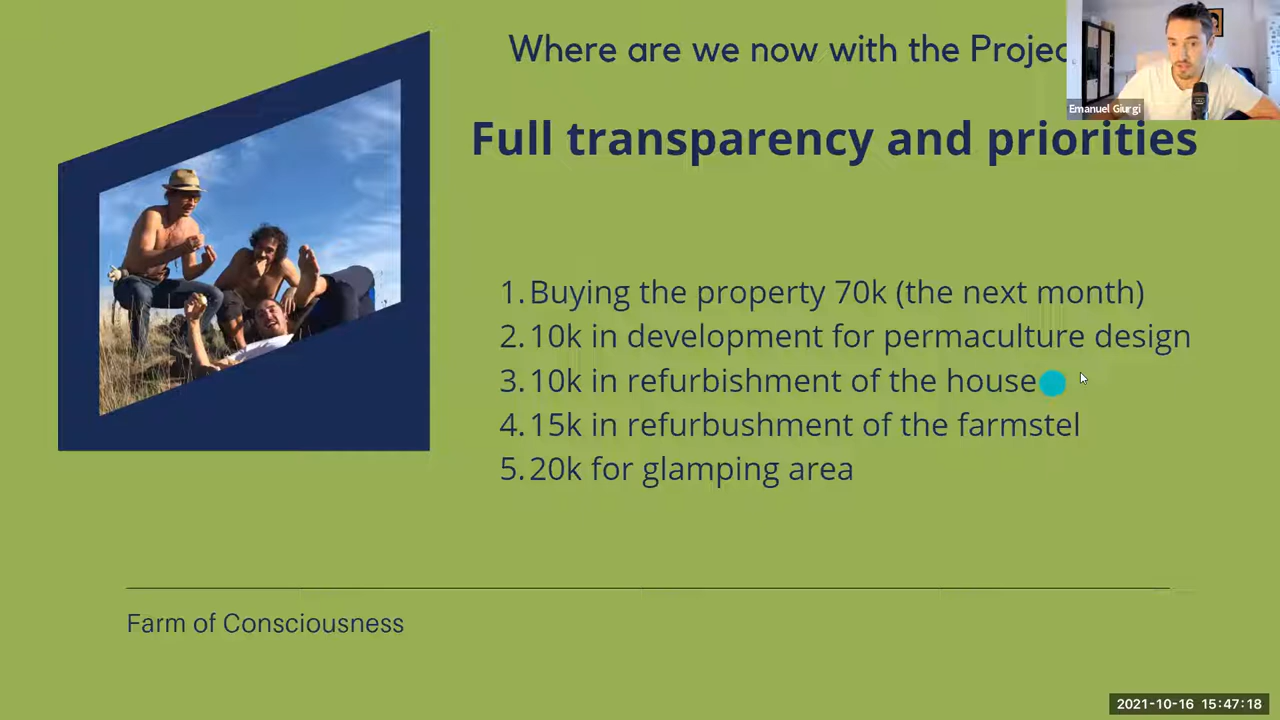 Where are we now with the Projec
Emanuel Giurgi
Full transparency and priorities
1. Buying the property 70k (the next month)
2. 10k in development for permaculture design
3. 10k in refurbishment of the house
4. 15k in refurbushment of the farmstel
5. 20k for glamping area
Farm of Consciousness
2021-10-16 15:47:18